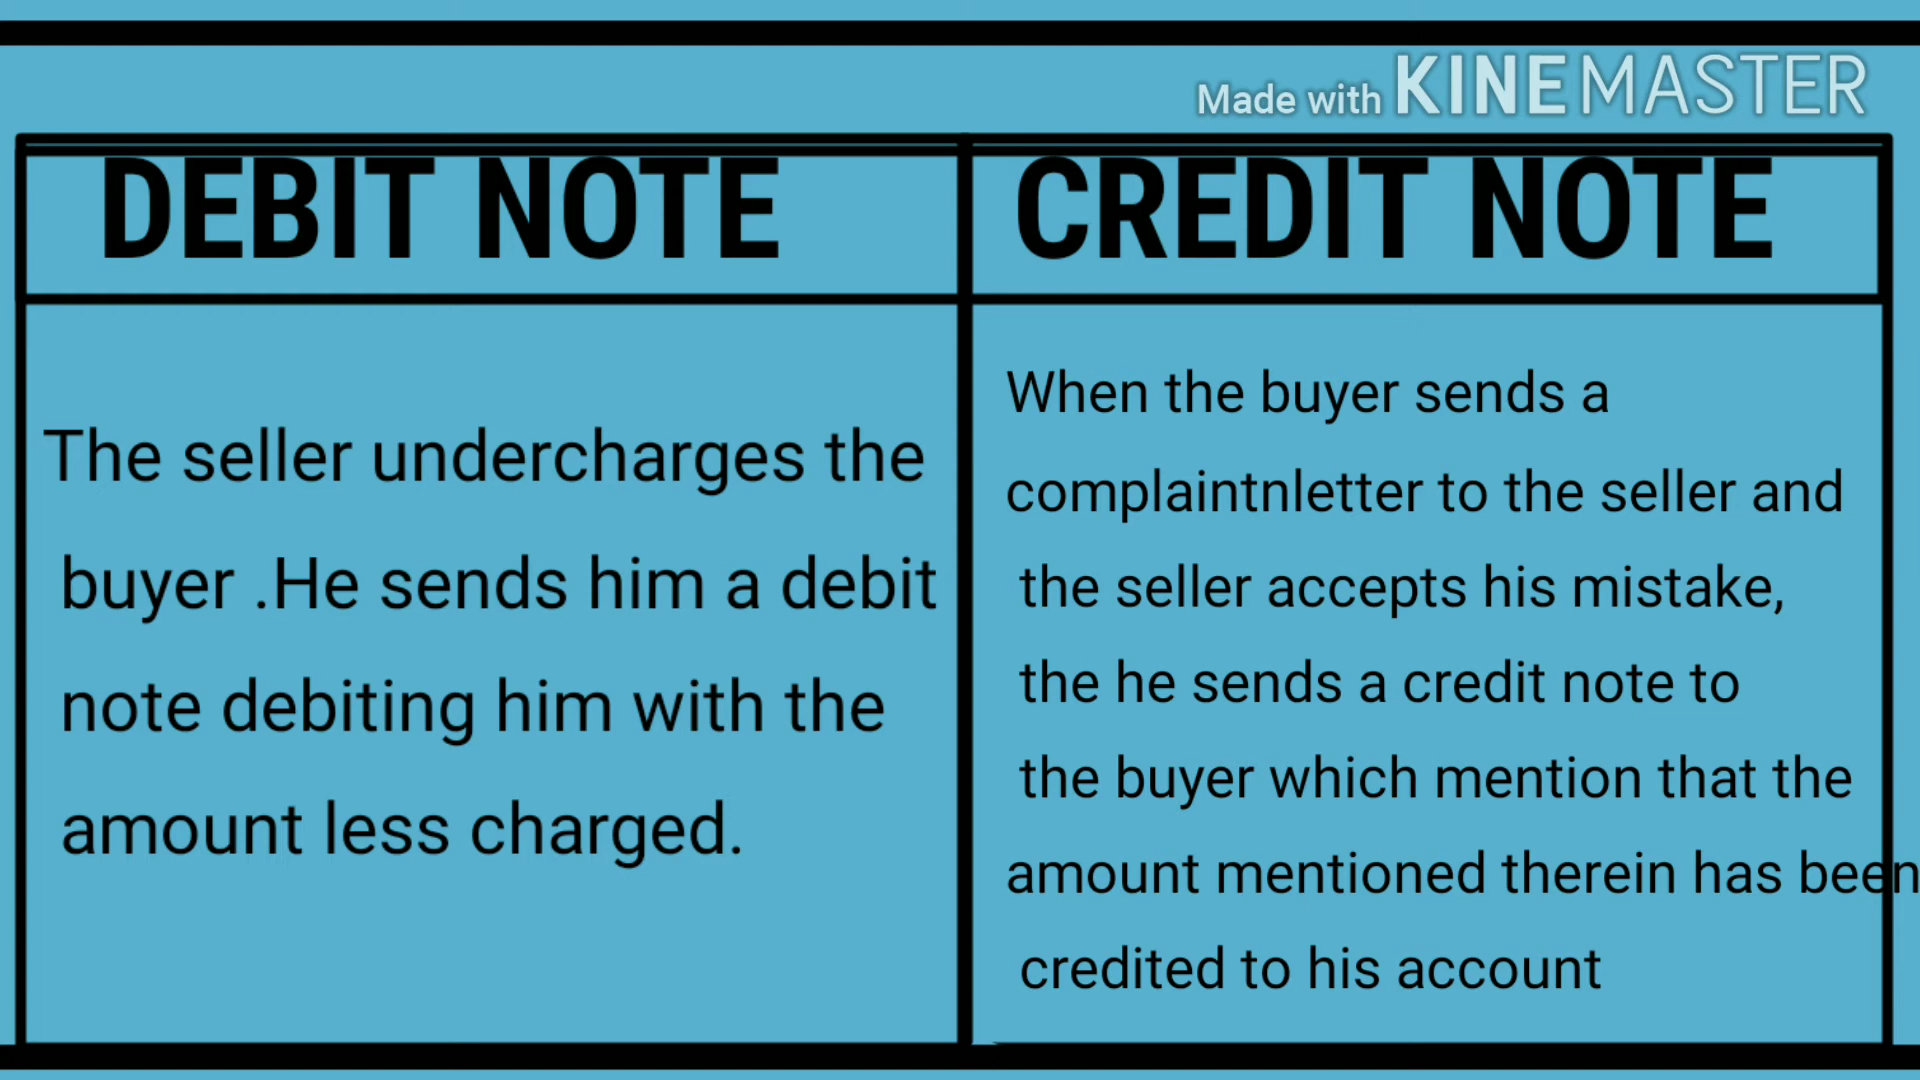 Made with KINEMASTER
DEBIT NOTE
The seller undercharges the
buyer .He sends him a debit
note debiting him with the
amount less charged.
CREDIT NOTE
When the buyer sends a
complaintnletter to the seller and
the seller accepts his mistake,
the he sends a credit note to
the buyer which mention that the
amount mentioned therein has been
credited to his account